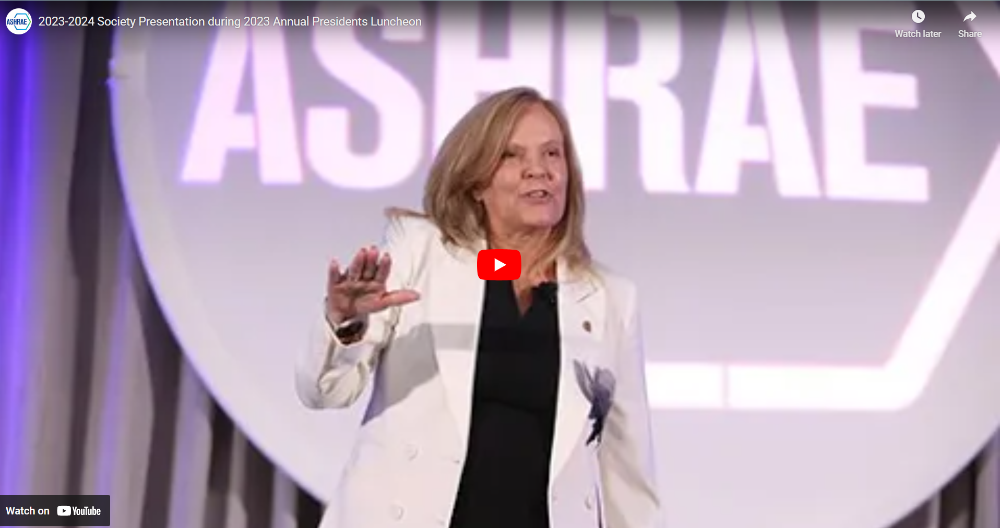 ASHRAE
2023-2024 Society Presentation during 2023 Annual Presidents Luncheon
Watch later
Share
ASHRAE
Watch on YouTube